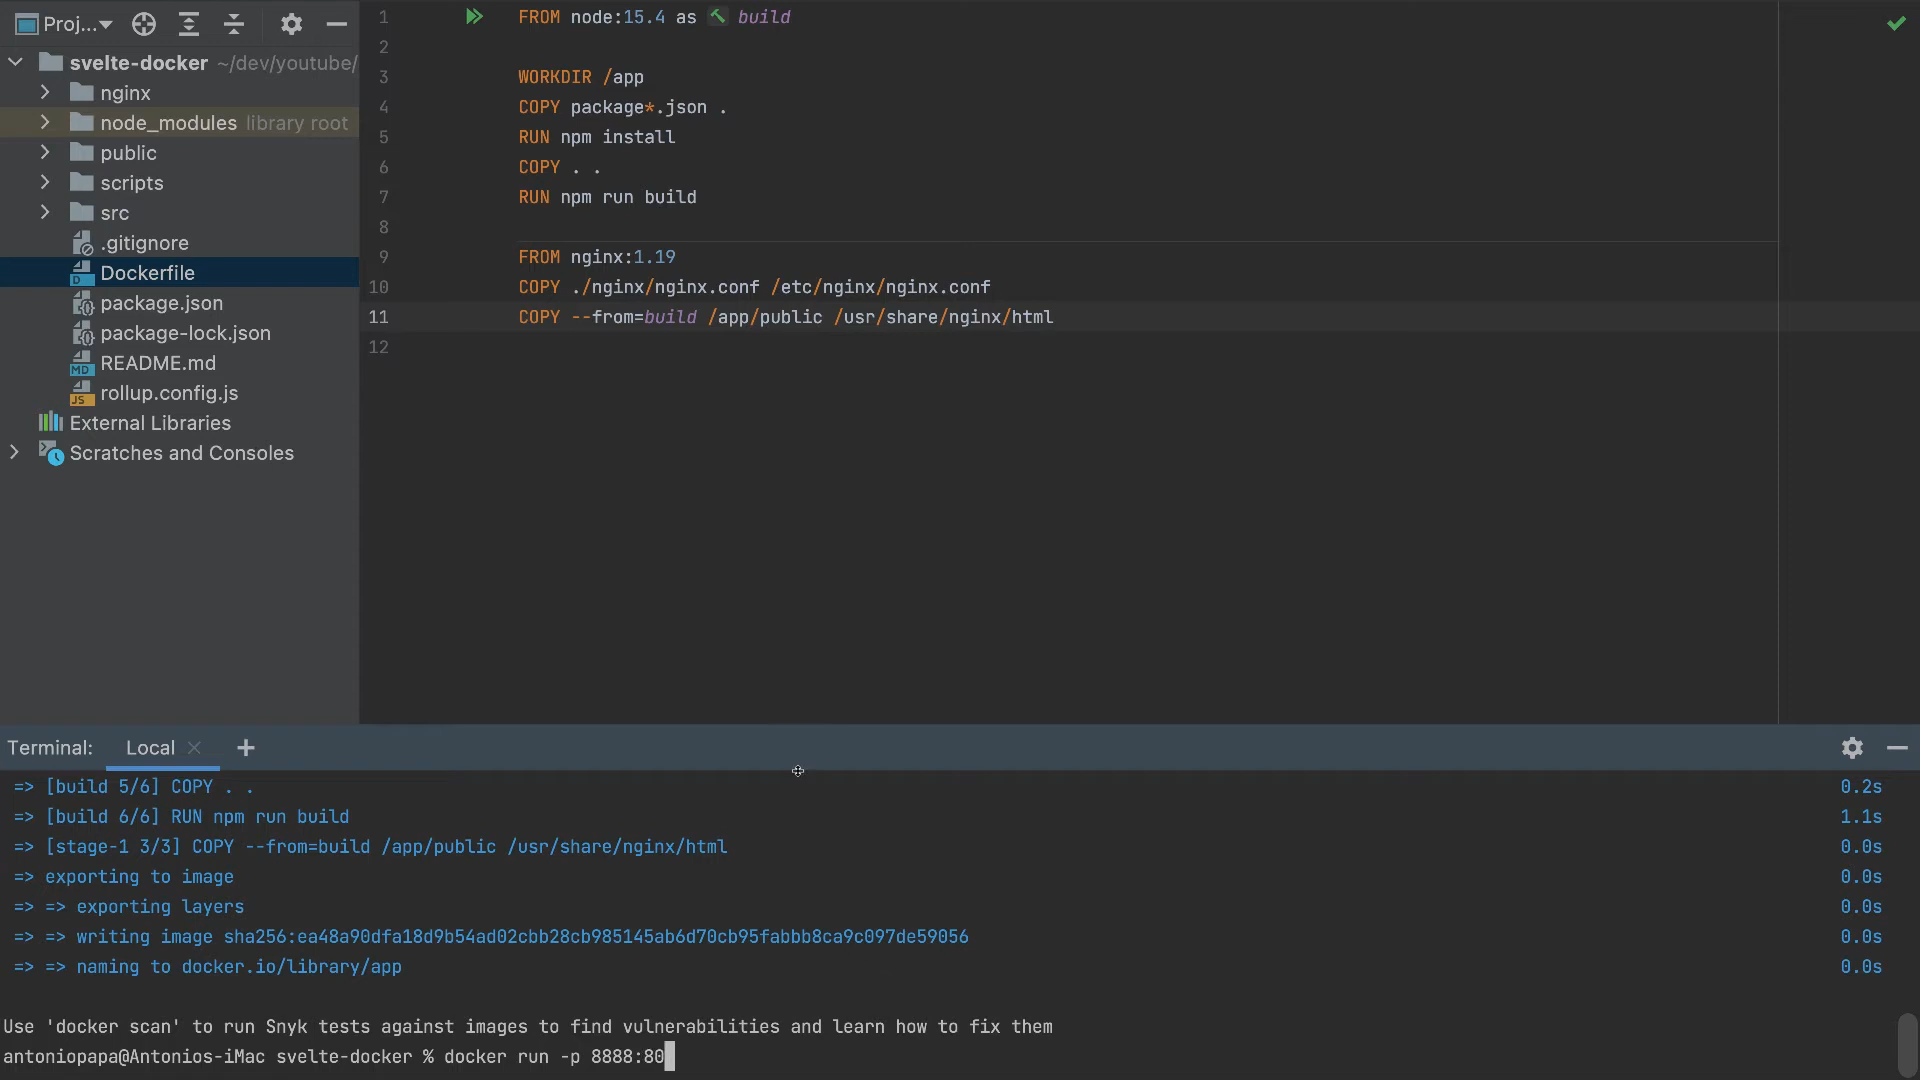 Proj...
svelte-docker ~/dev/youtube/
nginx
node_modules library root
public
scripts
src
.gitignore
Dockerfile
package.json
package-lock.json
README.md
rollup.config.js
External Libraries
Scratches and Consoles
1 FROM node:15.4 as build
2
3 WORKDIR /app
4 COPY package*.json .
5 RUN npm install
6 COPY . .
7 RUN npm run build
8
9 FROM nginx:1.19
10 COPY ./nginx/nginx.conf /etc/nginx/nginx.conf
11 COPY --from=build /app/public /usr/share/nginx/html
12
Terminal: Local
=> [build 5/6] COPY . . 0.2s
=> [build 6/6] RUN npm run build 1.1s
=> [stage-1 3/3] COPY --from=build /app/public /usr/share/nginx/html 0.0s
=> exporting to image 0.0s
=> => exporting layers 0.0s
=> => writing image sha256:ea48a90dfa18d9b54ad02cbb28cb985145ab6d70cb95fabbb8ca9c097de59056 0.0s
=> => naming to docker.io/library/app 0.0s
Use 'docker scan' to run Snyk tests against images to find vulnerabilities and learn how to fix them
antoniopapa@Antonios-iMac svelte-docker % docker run -p 8888:80